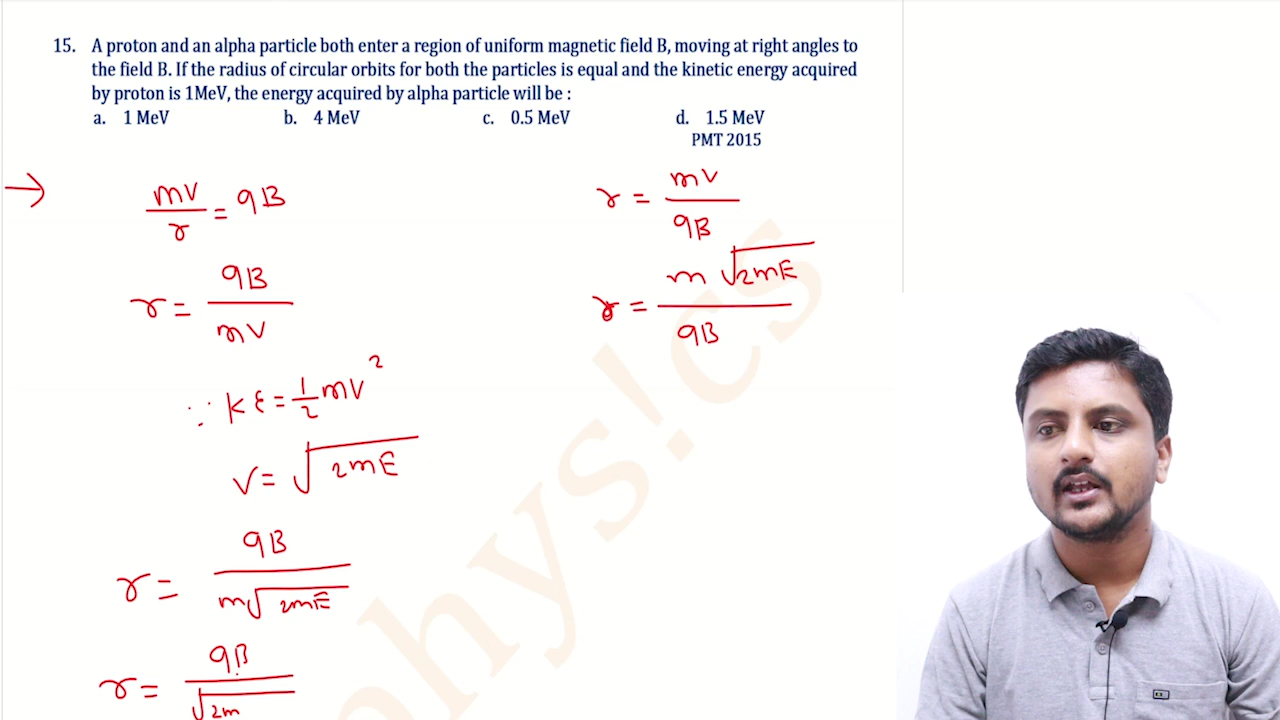 15. A proton and an alpha particle both enter a region of uniform magnetic field B, moving at right angles to
the field B. If the radius of circular orbits for both the particles is equal and the kinetic energy acquired
by proton is 1MeV, the energy acquired by alpha particle will be :
a. 1 MeV b. 4 MeV c. 0.5 MeV d. 1.5 MeV
PMT 2015
→ mv/r = qB
r = qB/mv
∵ KE = 1/2 mv²
v = √2mE
r = qB/m√2mE
r = qB/√2m
r = mv/qB
r = m√2mE/qB
phys!cs